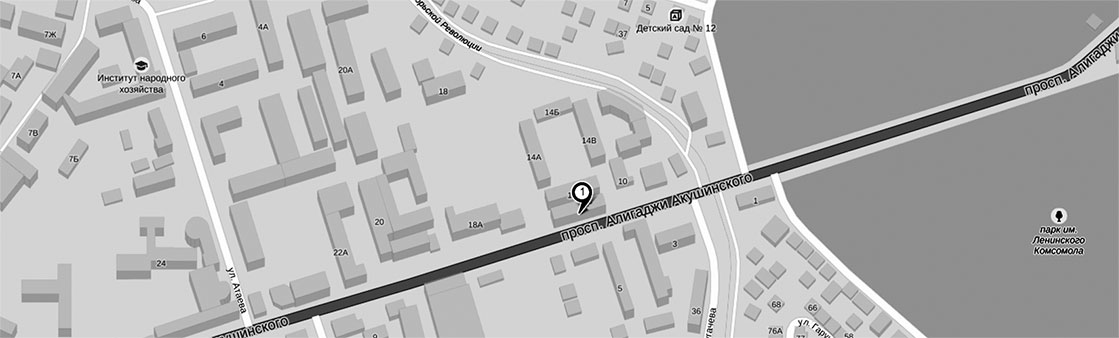 7Ж
7А
7В
7Б
Институт народного
хозяйства
6
4
4А
20А
18
37
7
5
Детский сад № 12
14Б
14А
14В
10
1
20
18А
22А
24
ул. Атаева
просп. Алигаджи Акушинского
просп. Алигаджи
3
5
36
1
парк им.
Ленинского
Комсомола
68
66
76А
58